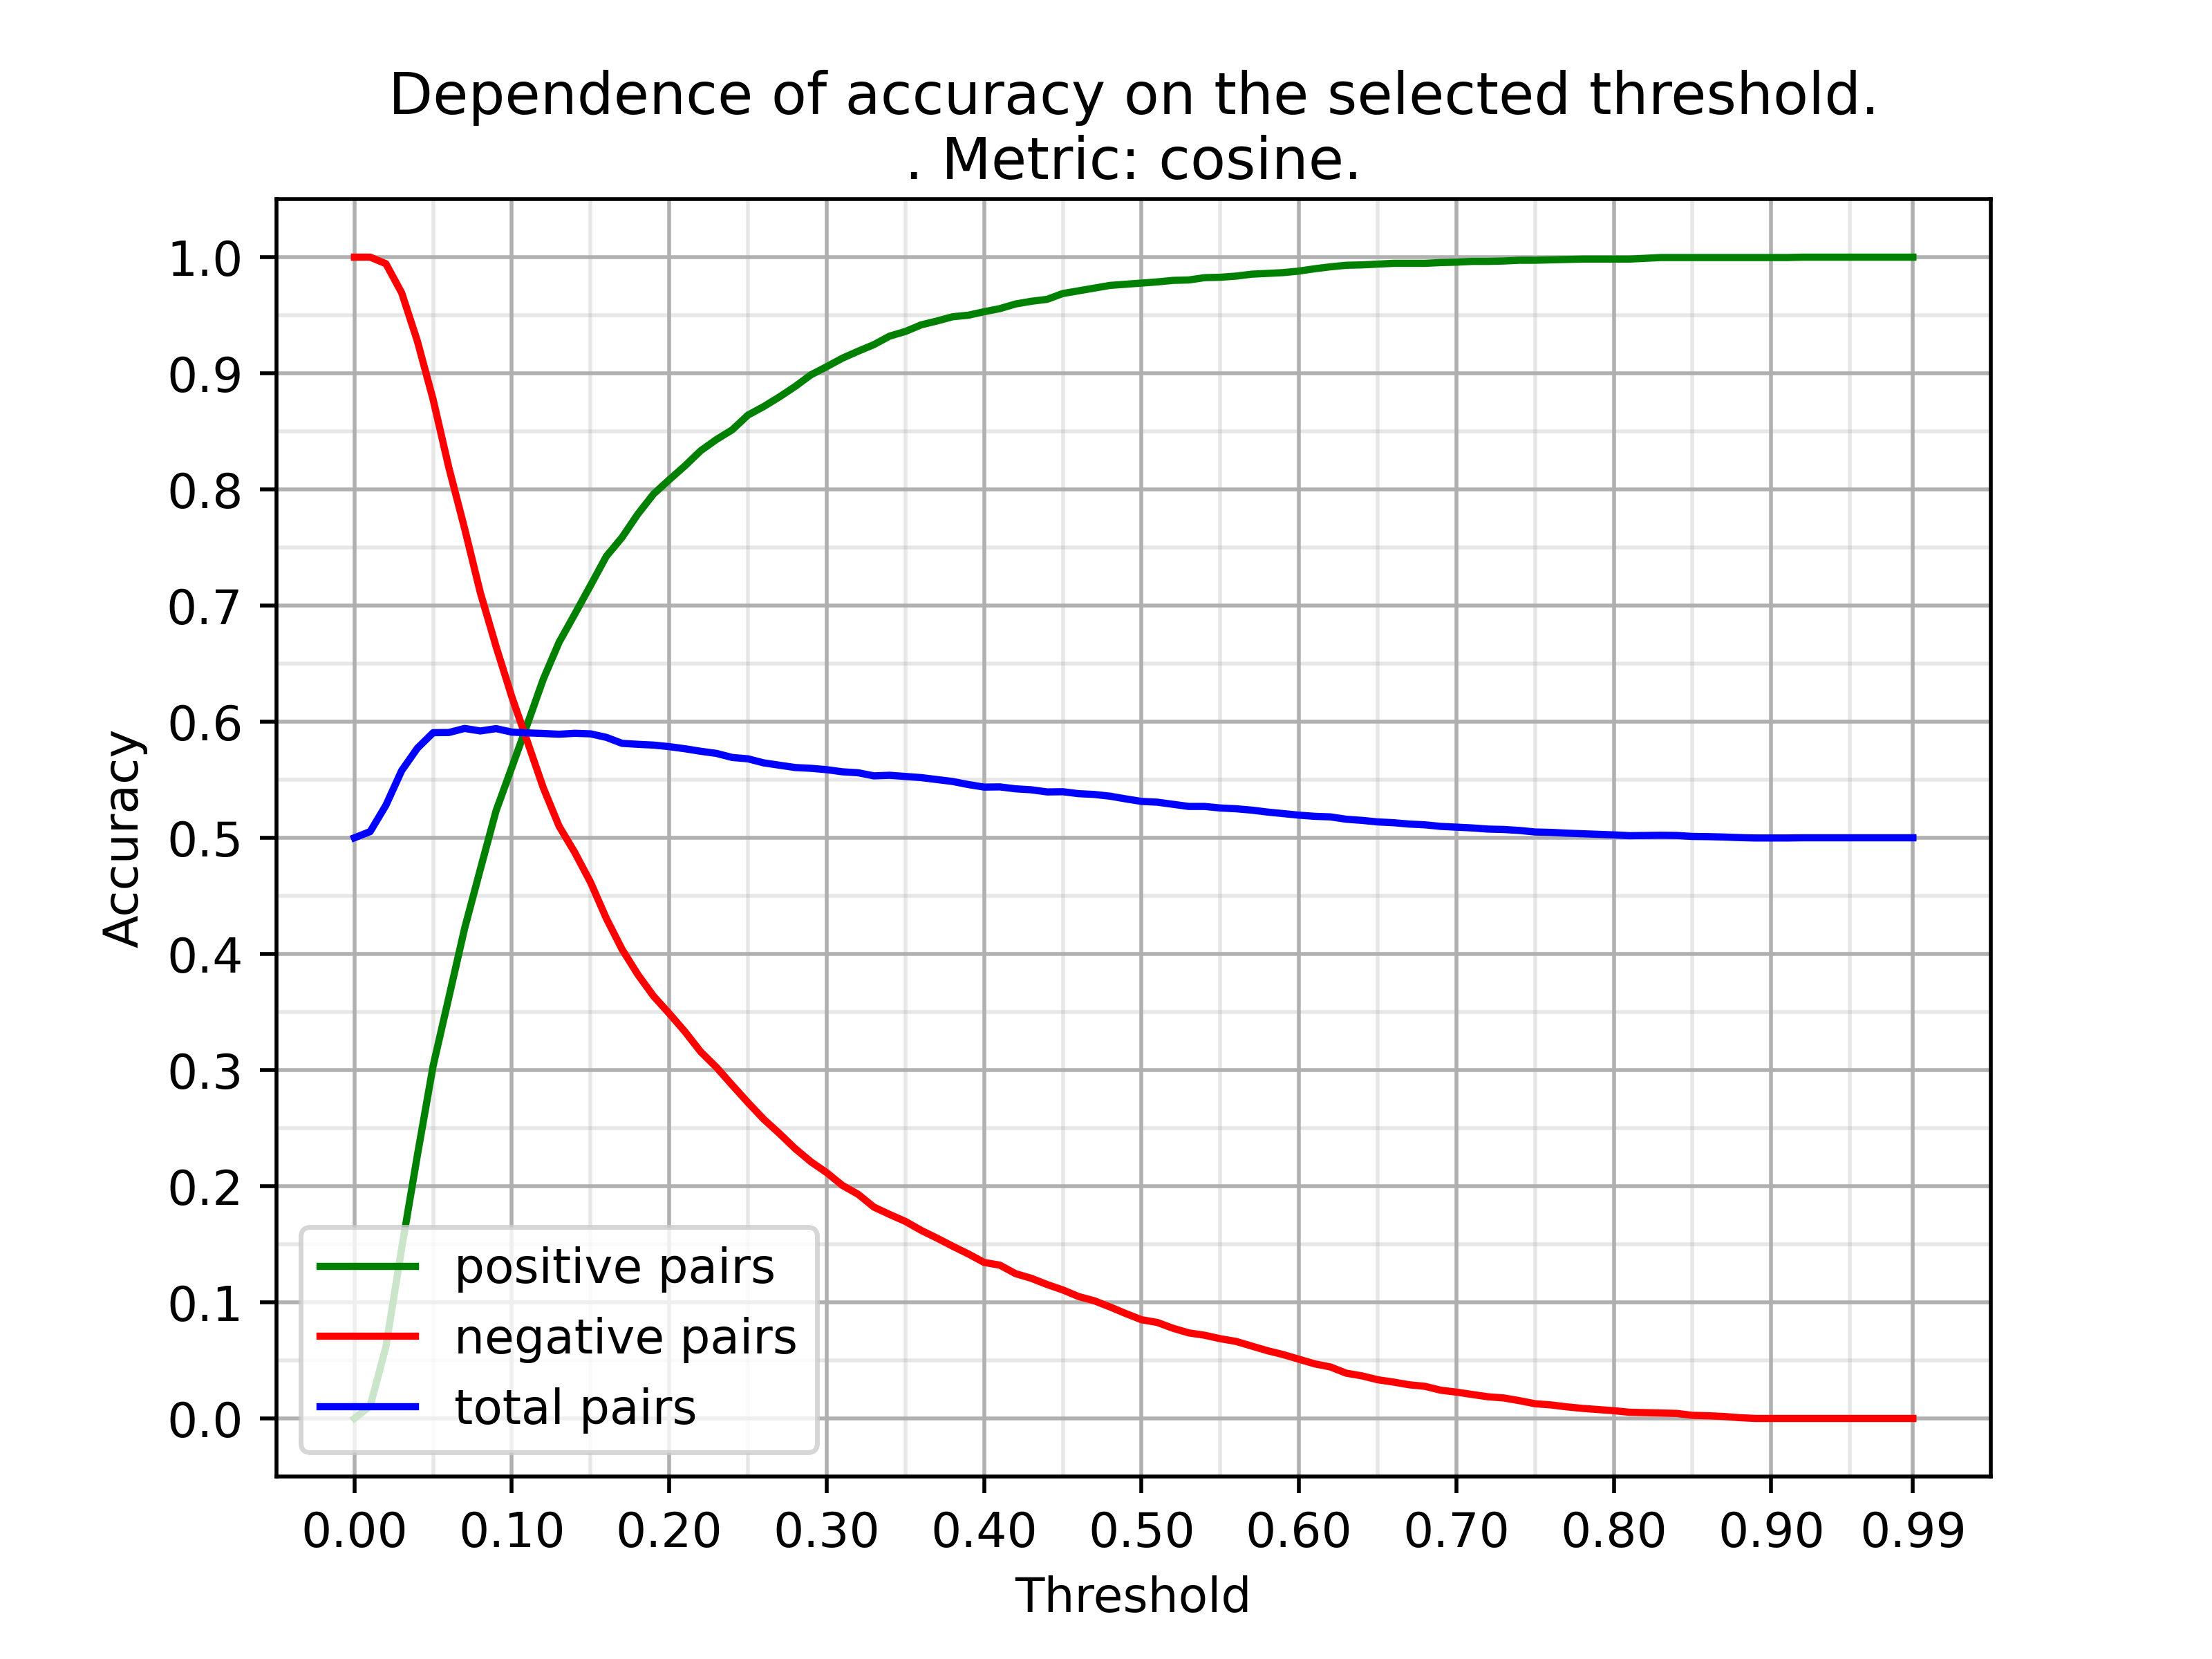 Dependence of accuracy on the selected threshold.
. Metric: cosine.
1.0
0.9
0.8
0.7
0.6
0.5
0.4
0.3
0.2
0.1
0.0
Accuracy
positive pairs
negative pairs
total pairs
0.00 0.10 0.20 0.30 0.40 0.50 0.60 0.70 0.80 0.90 0.99
Threshold